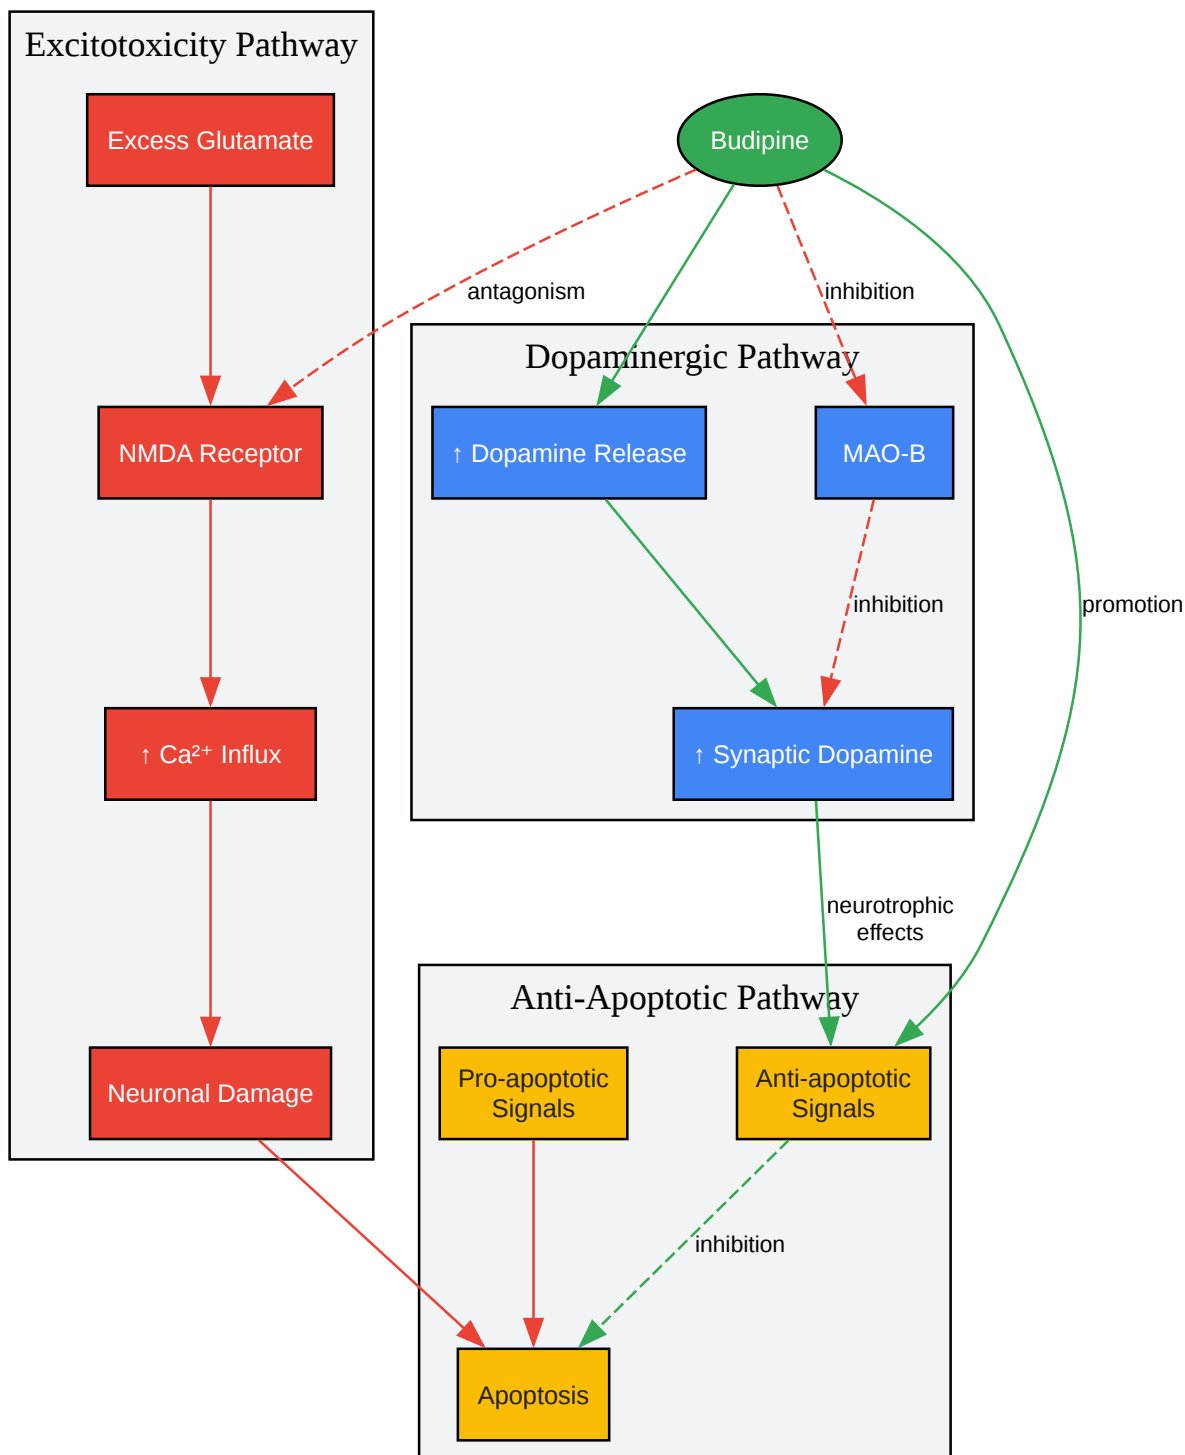 Excitotoxicity Pathway
Excess Glutamate
Budipine
antagonism
inhibition
Dopaminergic Pathway
NMDA Receptor
↑ Dopamine Release
MAO-B
inhibition
promotion
↑ Ca²⁺ Influx
↑ Synaptic Dopamine
neurotrophic
effects
Anti-Apoptotic Pathway
Neuronal Damage
Pro-apoptotic
Signals
Anti-apoptotic
Signals
inhibition
Apoptosis